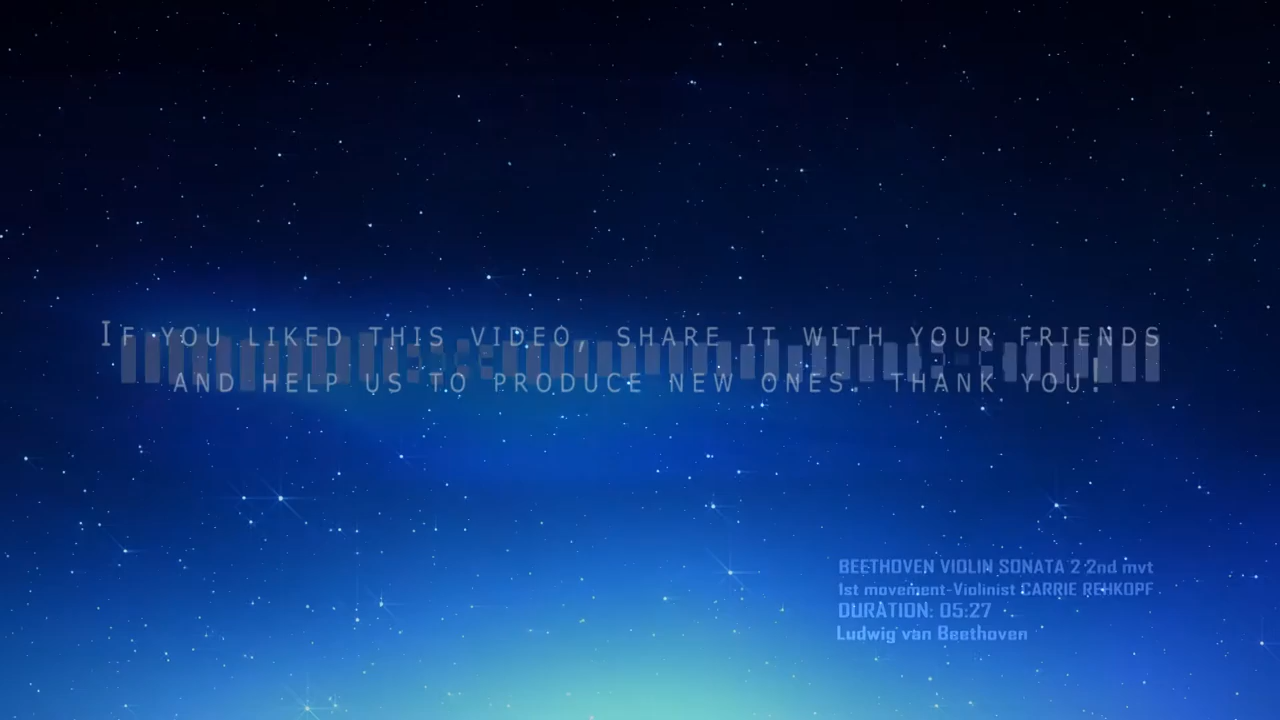 If you liked this video, share it with your friends
and help us to produce new ones. Thank you!
BEETHOVEN VIOLIN SONATA 2 2nd mvt
1st movement-Violinist CARRIE REHKOPF
DURATION: 05:27
Ludwig van Beethoven